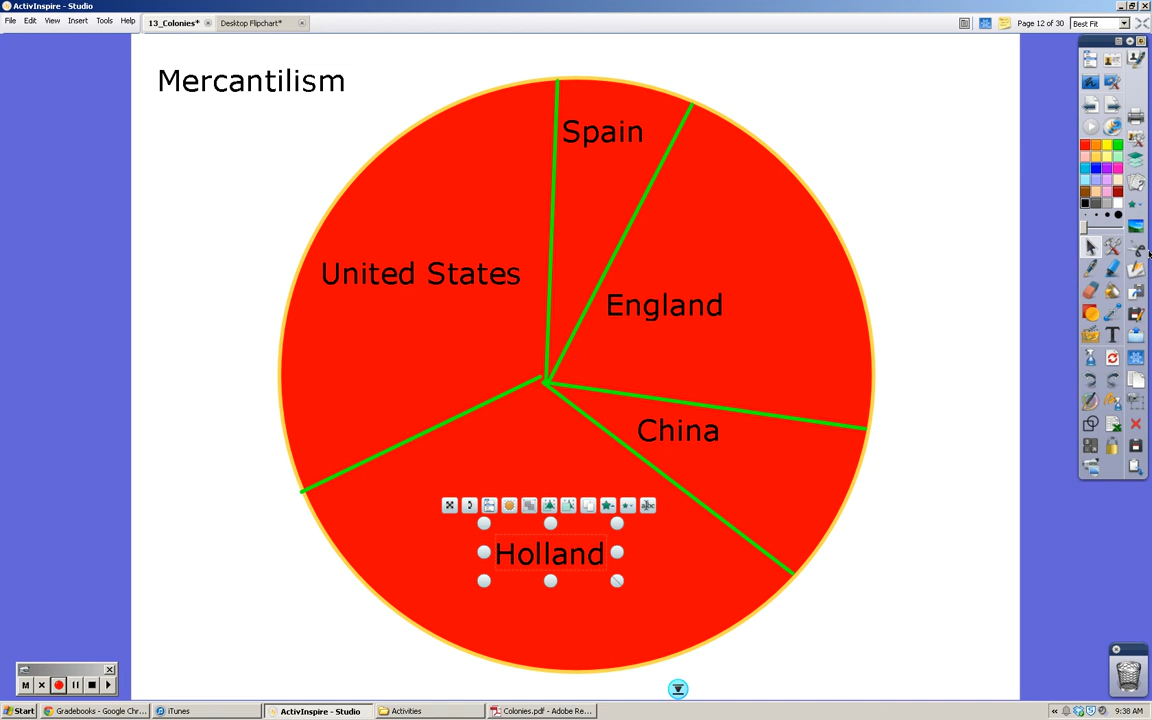 ActivInspire - Studio
File Edit View Insert Tools Help
13_Colonies*
Desktop Flipchart*
Page 12 of 30
Best Fit
Mercantilism
Spain
United States
England
China
abc
Holland
M
Start
Gradebooks - Google Chr...
iTunes
ActivInspire - Studio
Activities
Colonies.pdf - Adobe Re...
9:38 AM